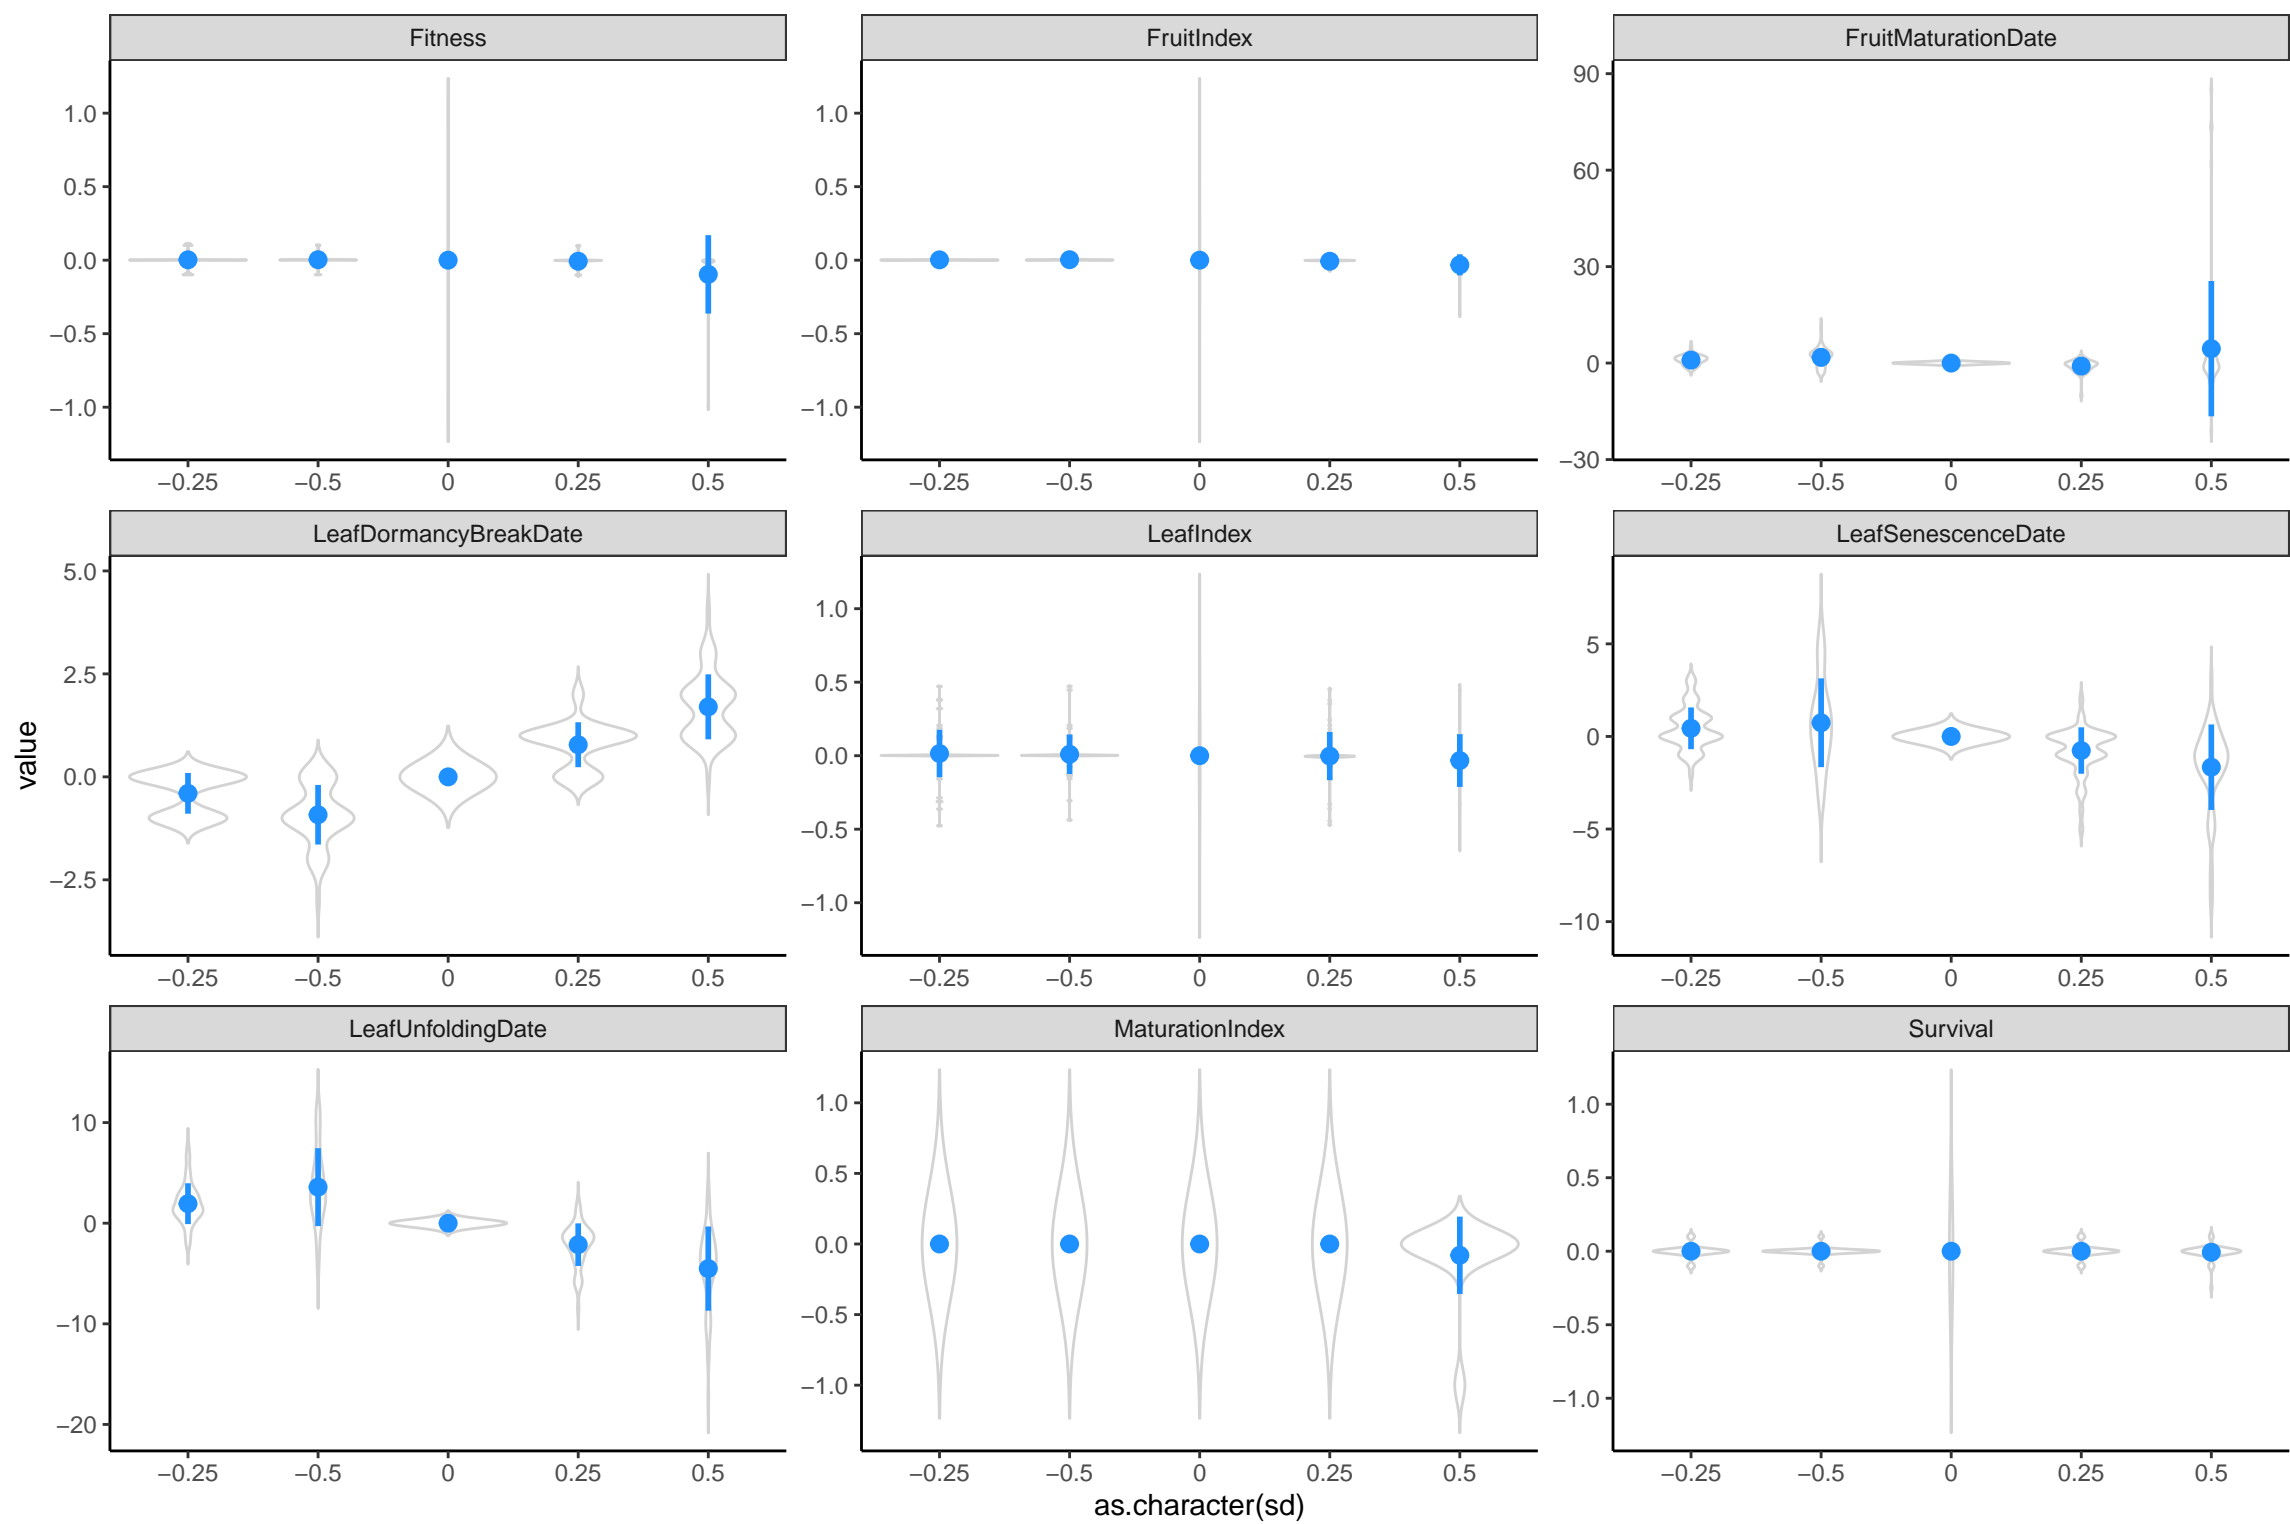 Fitness
FruitIndex
FruitMaturationDate
1.0
0.5
0.0
−0.5
−1.0
−0.25 −0.5 0 0.25 0.5
1.0
0.5
0.0
−0.5
−1.0
−0.25 −0.5 0 0.25 0.5
90
60
30
0
−30
−0.25 −0.5 0 0.25 0.5
LeafDormancyBreakDate
LeafIndex
LeafSenescenceDate
5.0
2.5
0.0
−2.5
−0.25 −0.5 0 0.25 0.5
1.0
0.5
0.0
−0.5
−1.0
−0.25 −0.5 0 0.25 0.5
5
0
−5
−10
−0.25 −0.5 0 0.25 0.5
value
LeafUnfoldingDate
MaturationIndex
Survival
10
0
−10
−20
−0.25 −0.5 0 0.25 0.5
1.0
0.5
0.0
−0.5
−1.0
−0.25 −0.5 0 0.25 0.5
1.0
0.5
0.0
−0.5
−1.0
−0.25 −0.5 0 0.25 0.5
as.character(sd)